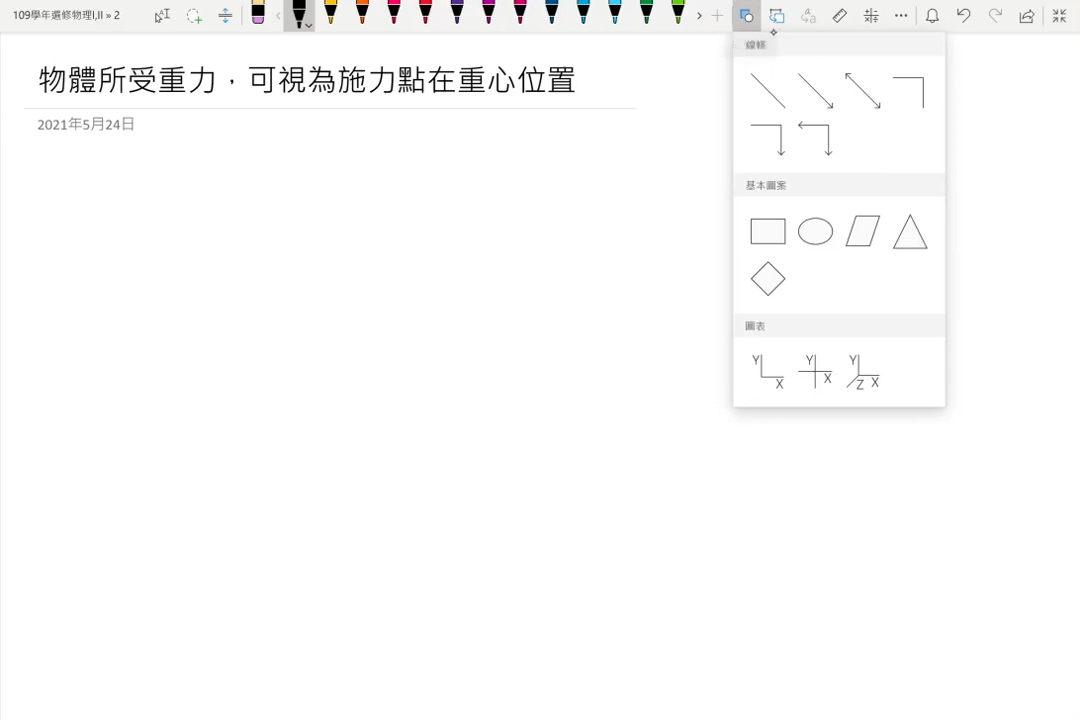 109學年選修物理I,II » 2
線條
物體所受重力，可視為施力點在重心位置
2021年5月24日
基本圖案
圖表
Y
X
Y
X
Y
Z
X